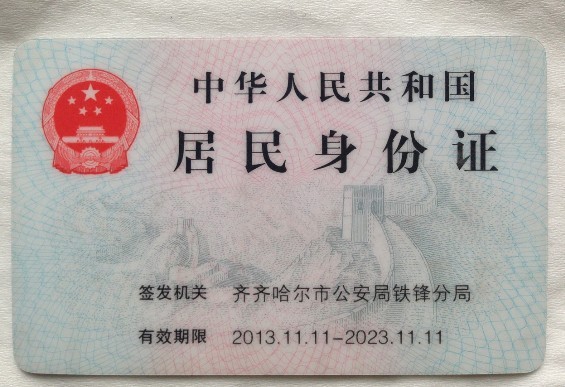 中华人民共和国
居民身份证
签发机关 齐齐哈尔市公安局铁锋分局
有效期限 2013.11.11-2023.11.11